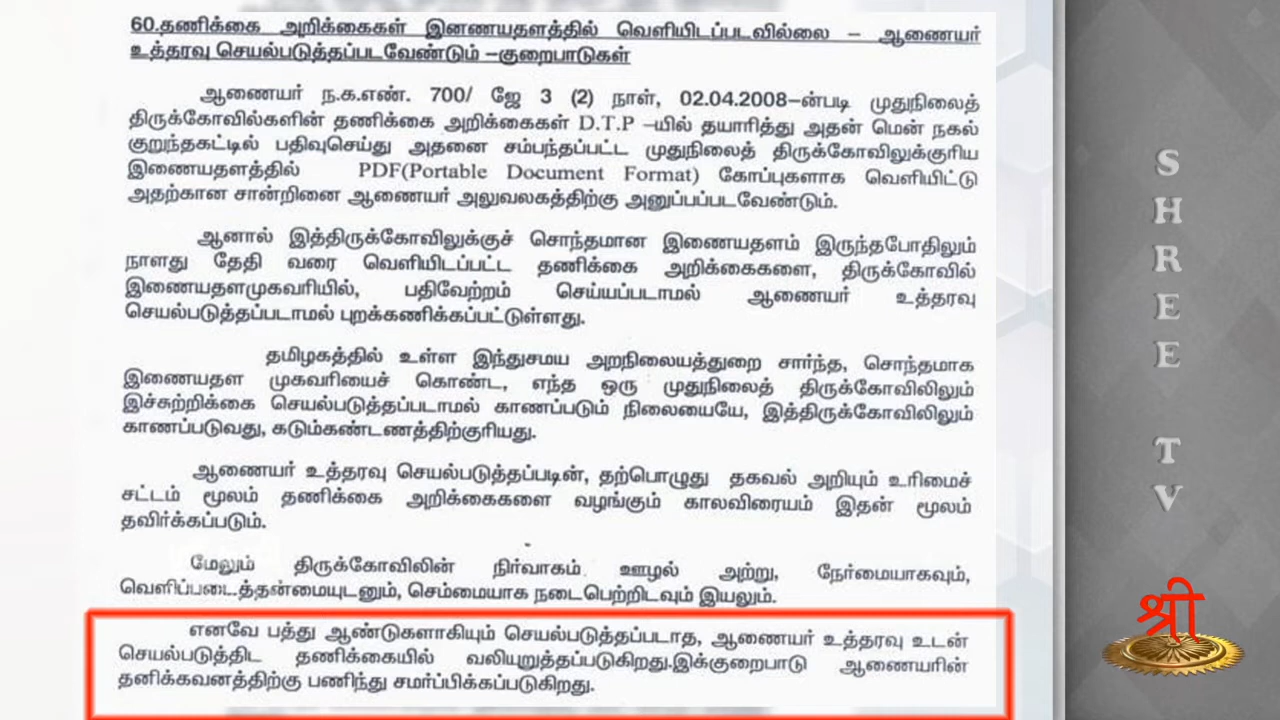 60.தணிக்கை அறிக்கைகள் இனணயதளத்தில் வெளியிடப்படவில்லை – ஆணையர்
உத்தரவு செயல்படுத்தப்படவேண்டும் –குறைபாடுகள்
ஆணையர் ந.க.எண். 700/ ஜே 3 (2) நாள், 02.04.2008–ன்படி முதுநிலைத்
திருக்கோவில்களின் தணிக்கை அறிக்கைகள் D.T.P –யில் தயாரித்து அதன் மென் நகல்
குறுந்தகட்டில் பதிவுசெய்து அதனை சம்பந்தப்பட்ட முதுநிலைத் திருக்கோவிலுக்குரிய
இணையதளத்தில் PDF(Portable Document Format) கோப்புகளாக வெளியிட்டு
அதற்கான சான்றினை ஆணையர் அலுவலகத்திற்கு அனுப்பப்படவேண்டும்.
ஆனால் இத்திருக்கோவிலுக்குச் சொந்தமான இணையதளம் இருந்தபோதிலும்
நாளது தேதி வரை வெளியிடப்பட்ட தணிக்கை அறிக்கைகளை, திருக்கோவில்
இணையதளமுகவரியில், பதிவேற்றம் செய்யப்படாமல் ஆணையர் உத்தரவு
செயல்படுத்தப்படாமல் புறக்கணிக்கப்பட்டுள்ளது.
தமிழகத்தில் உள்ள இந்துசமய அறநிலையத்துறை சார்ந்த, சொந்தமாக
இணையதள முகவரியைச் கொண்ட, எந்த ஒரு முதுநிலைத் திருக்கோவிலிலும்
இச்சுற்றிக்கை செயல்படுத்தப்படாமல் காணப்படும் நிலையையே, இத்திருக்கோவிலிலும்
காணப்படுவது, கடும்கண்டணத்திற்குரியது.
ஆணையர் உத்தரவு செயல்படுத்தப்படின், தற்பொழுது தகவல் அறியும் உரிமைச்
சட்டம் மூலம் தணிக்கை அறிக்கைகளை வழங்கும் காலவிரையம் இதன் மூலம்
தவிர்க்கப்படும்.
மேலும் திருக்கோவிலின் நிர்வாகம் ஊழல் அற்று, நேர்மையாகவும்,
வெளிப்படைத்தன்மையுடனும், செம்மையாக நடைபெற்றிடவும் இயலும்.
எனவே பத்து ஆண்டுகளாகியும் செயல்படுத்தப்படாத, ஆணையர் உத்தரவு உடன்
செயல்படுத்திட தணிக்கையில் வலியுறுத்தப்படுகிறது.இக்குறைபாடு ஆணையரின்
தனிக்கவனத்திற்கு பணிந்து சமர்ப்பிக்கப்படுகிறது.
SHREE TV
श्री